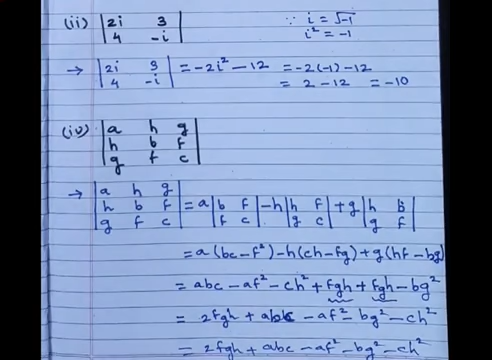 (ii) | 2i 3 | ∵ i = √-1
| 4 -i | i² = -1
→ | 2i 3 | = -2i² - 12 = -2(-1) - 12
| 4 -i | = 2 - 12 = -10
(iv) | a h g |
| h b f |
| g f c |
→ | a h g |
| h b f | = a | b f | - h | h f | + g | h b |
| g f c | | f c | | g c | | g f |
= a(bc - f²) - h(ch - fg) + g(hf - bg)
= abc - af² - ch² + fgh + fgh - bg²
= 2fgh + abc - af² - bg² - ch²
= 2fgh + abc - af² - bg² - ch²